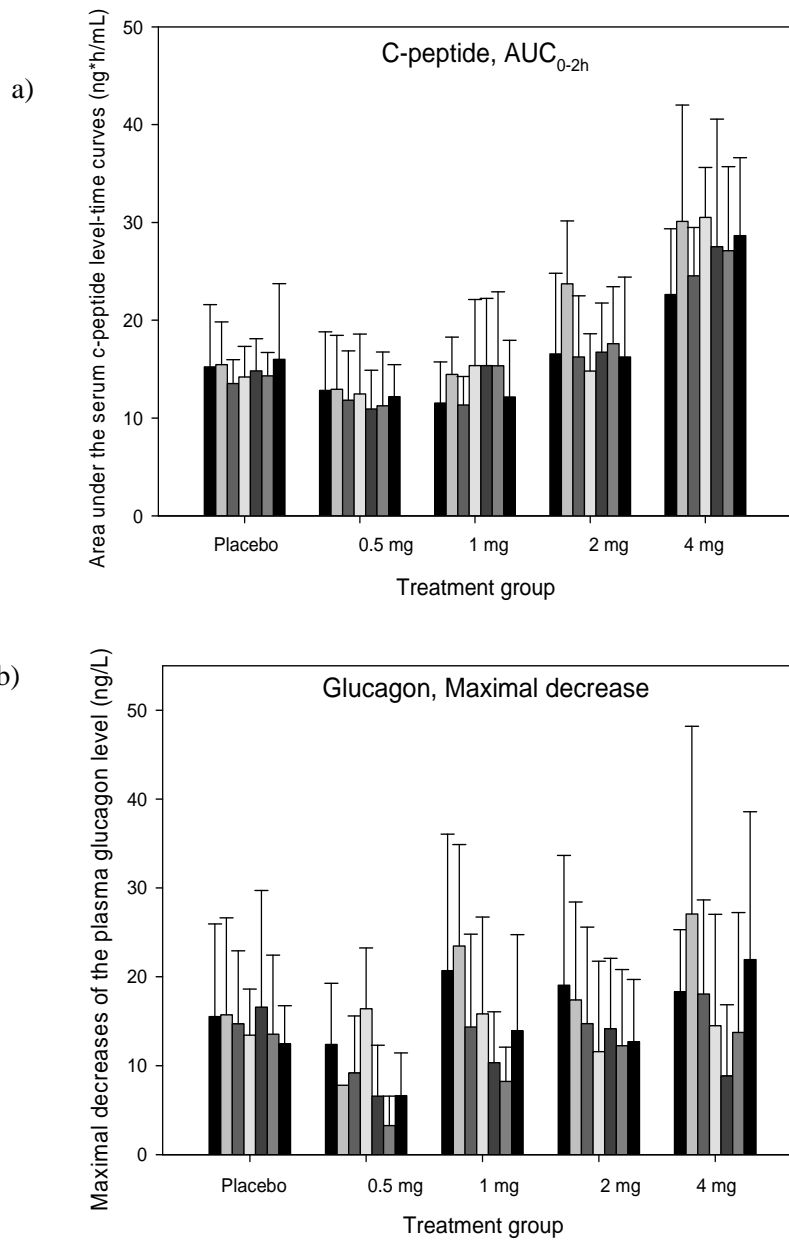 a)
C-peptide, AUC0-2h
Area under the serum c-peptide level-time curves (ng*h/mL)
50
40
30
20
10
0
Placebo 0.5 mg 1 mg 2 mg 4 mg
Treatment group
b)
Glucagon, Maximal decrease
Maximal decreases of the plasma glucagon level (ng/L)
50
40
30
20
10
0
Placebo 0.5 mg 1 mg 2 mg 4 mg
Treatment group